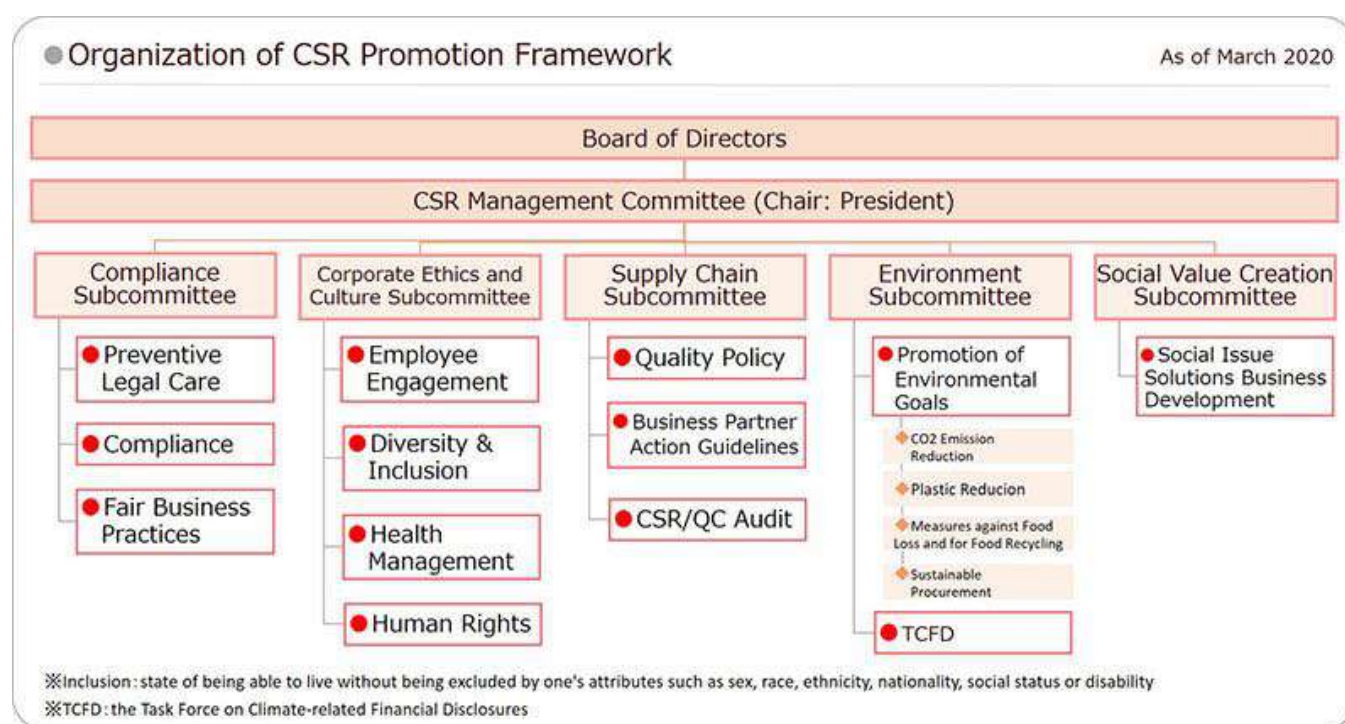 Organization of CSR Promotion Framework
As of March 2020
Board of Directors
CSR Management Committee (Chair: President)
Compliance
Subcommittee
Preventive
Legal Care
Compliance
Fair Business
Practices
Corporate Ethics and
Culture Subcommittee
Employee
Engagement
Diversity &
Inclusion
Health
Management
Human Rights
Supply Chain
Subcommittee
Quality Policy
Business Partner
Action Guidelines
CSR/QC Audit
Environment
Subcommittee
Promotion of
Environmental
Goals
CO2 Emission
Reduction
Plastic Reducion
Measures against Food
Loss and for Food Recycling
Sustainable
Procurement
TCFD
Social Value Creation
Subcommittee
Social Issue
Solutions Business
Development
※Inclusion : state of being able to live without being excluded by one's attributes such as sex, race, ethnicity, nationality, social status or disability
※TCFD : the Task Force on Climate-related Financial Disclosures